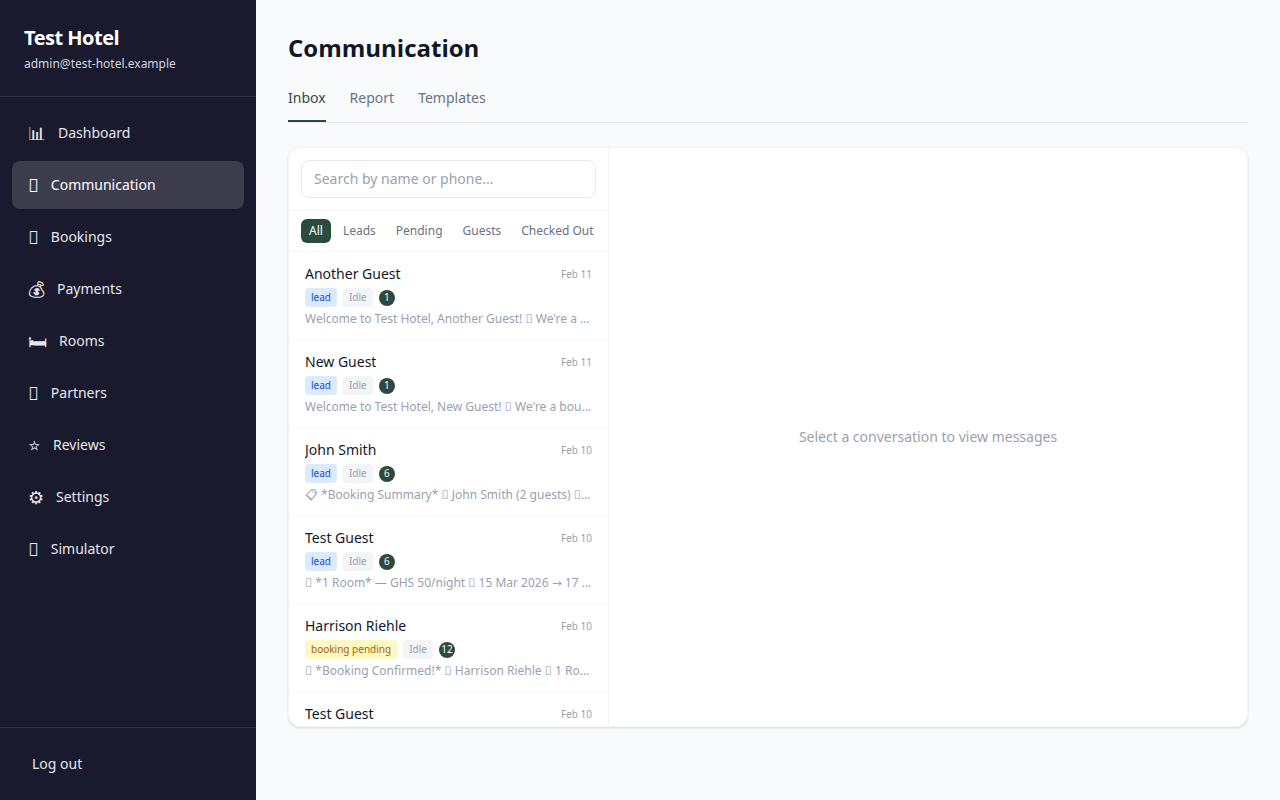 Test Hotel
admin@test-hotel.example
Dashboard
Communication
Bookings
Payments
Rooms
Partners
Reviews
Settings
Simulator
Log out
Communication
Inbox Report Templates
Search by name or phone...
All Leads Pending Guests Checked Out
Another Guest Feb 11
lead Idle 1
Welcome to Test Hotel, Another Guest! We're a ...
New Guest Feb 11
lead Idle 1
Welcome to Test Hotel, New Guest! We're a bou...
John Smith Feb 10
lead Idle 6
📋 *Booking Summary* John Smith (2 guests) ...
Test Guest Feb 10
lead Idle 6
*1 Room* — GHS 50/night 15 Mar 2026 → 17 ...
Harrison Riehle Feb 10
booking pending Idle 12
*Booking Confirmed!* Harrison Riehle 1 Ro...
Test Guest Feb 10
Select a conversation to view messages